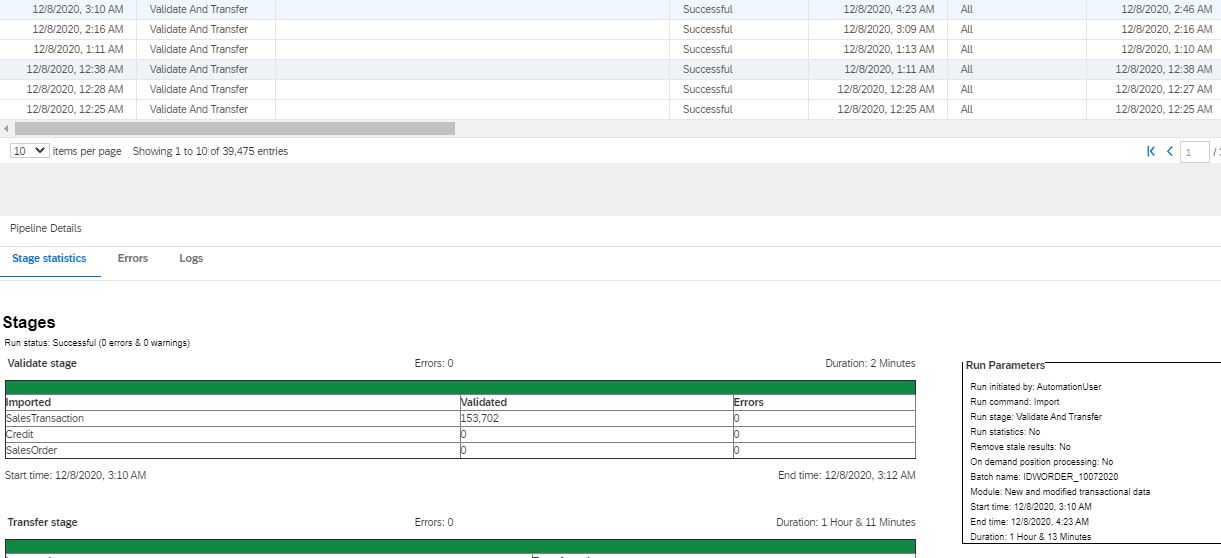 12/8/2020, 3:10 AM Validate And Transfer Successful 12/8/2020, 4:23 AM All 12/8/2020, 2:46 AM
12/8/2020, 2:16 AM Validate And Transfer Successful 12/8/2020, 3:09 AM All 12/8/2020, 2:16 AM
12/8/2020, 1:11 AM Validate And Transfer Successful 12/8/2020, 1:13 AM All 12/8/2020, 1:10 AM
12/8/2020, 12:38 AM Validate And Transfer Successful 12/8/2020, 1:11 AM All 12/8/2020, 12:38 AM
12/8/2020, 12:28 AM Validate And Transfer Successful 12/8/2020, 12:28 AM All 12/8/2020, 12:27 AM
12/8/2020, 12:25 AM Validate And Transfer Successful 12/8/2020, 12:25 AM All 12/8/2020, 12:25 AM
10 items per page Showing 1 to 10 of 39,475 entries 1 /
Pipeline Details
Stage statistics Errors Logs
Stages
Run status: Successful (0 errors & 0 warnings)
Validate stage Errors: 0 Duration: 2 Minutes
Imported Validated Errors
SalesTransaction 153,702 0
Credit 0 0
SalesOrder 0 0
Start time: 12/8/2020, 3:10 AM End time: 12/8/2020, 3:12 AM
Transfer stage Errors: 0 Duration: 1 Hour & 11 Minutes
Run Parameters
Run initiated by: AutomationUser
Run command: Import
Run stage: Validate And Transfer
Run statistics: No
Remove stale results: No
On demand position processing: No
Batch name: IDWORDER_10072020
Module: New and modified transactional data
Start time: 12/8/2020, 3:10 AM
End time: 12/8/2020, 4:23 AM
Duration: 1 Hour & 13 Minutes